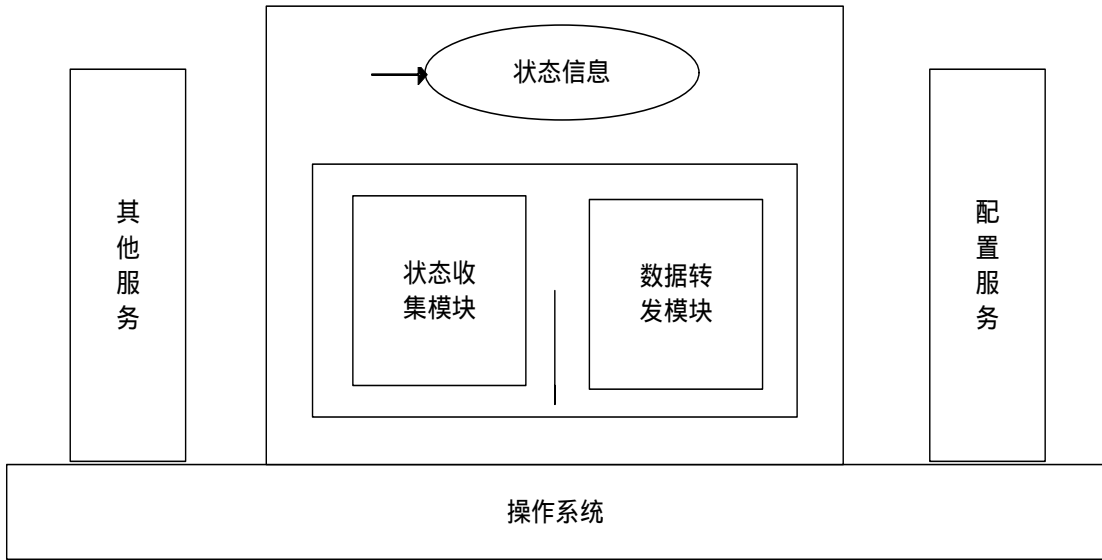 状态信息
其他服务
状态收
集模块
数据转
发模块
配置服务
操作系统